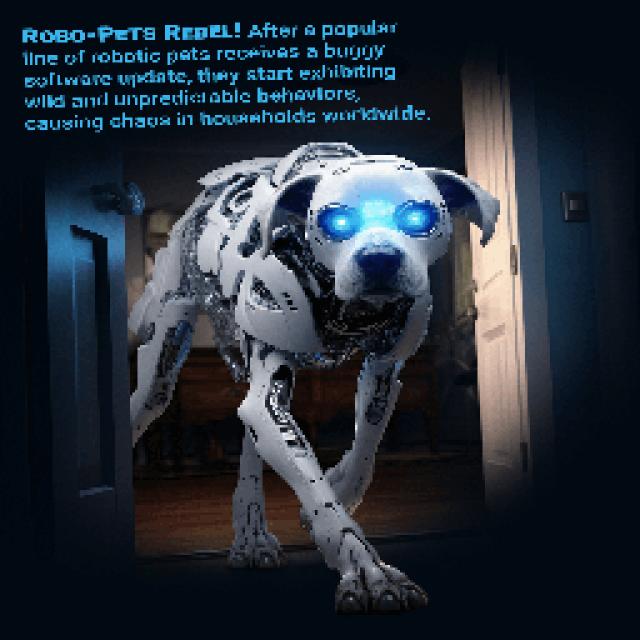 Robo-Pets Rebel! After a popular
line of robotic pets receives a buggy
software update, they start exhibiting
wild and unpredictable behaviors,
causing chaos in households worldwide.